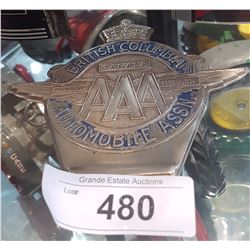 BRITISH COLUMBIA
CANADA
AAA
AUTOMOBILE ASSN
Grande Estate Auctions
Lot#
480